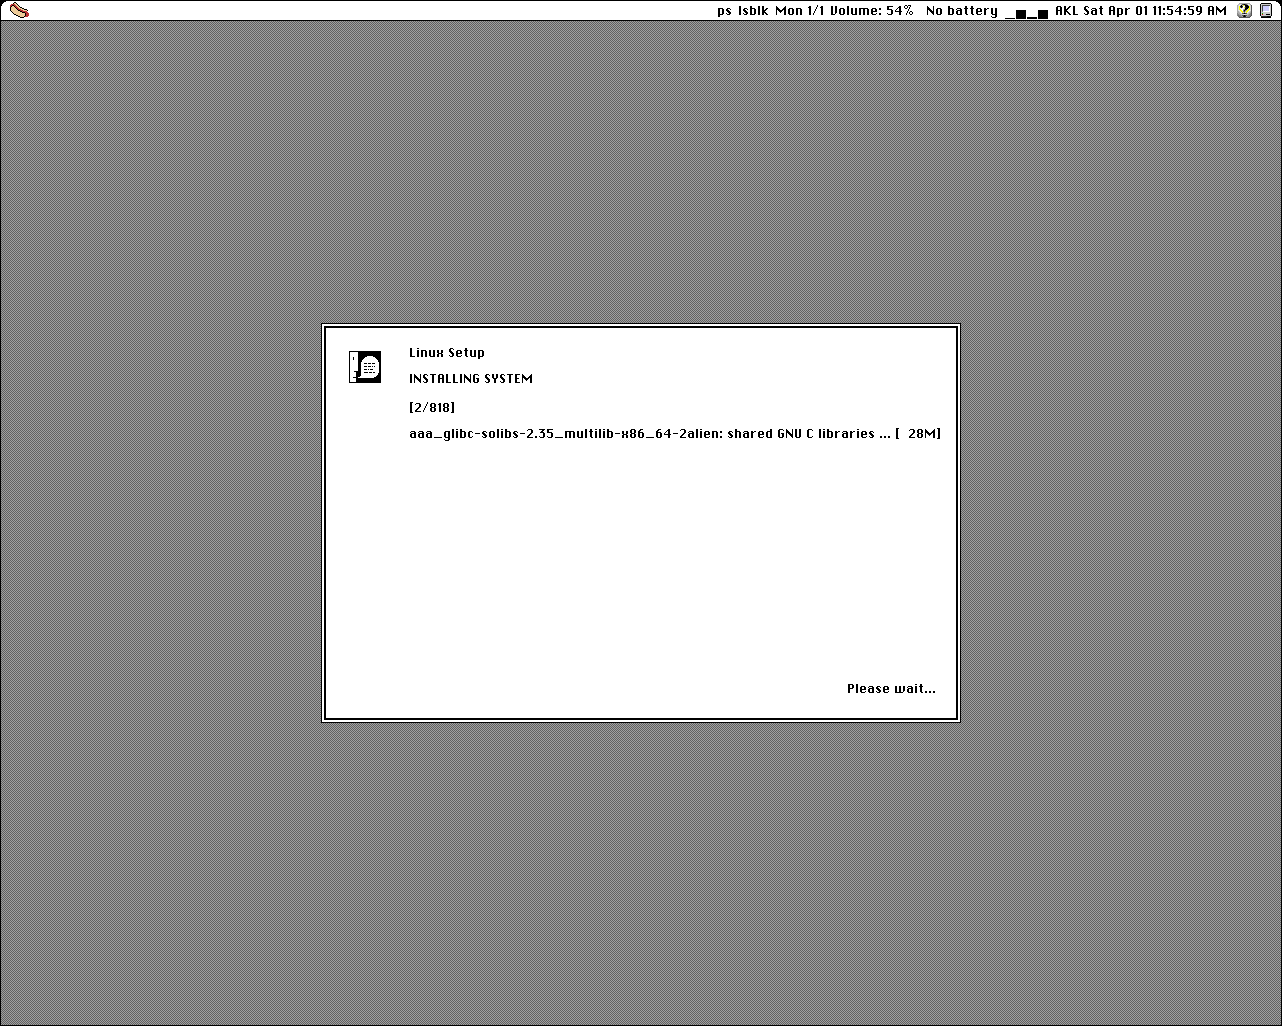 ps lsblk Mon 1/1 Volume: 54% No battery AKL Sat Apr 01 11:54:59 AM
Linux Setup
INSTALLING SYSTEM
[2/818]
aaa_glibc-solibs-2.35_multilib-x86_64-2alien: shared GNU C libraries ... [  28M]
Please wait...